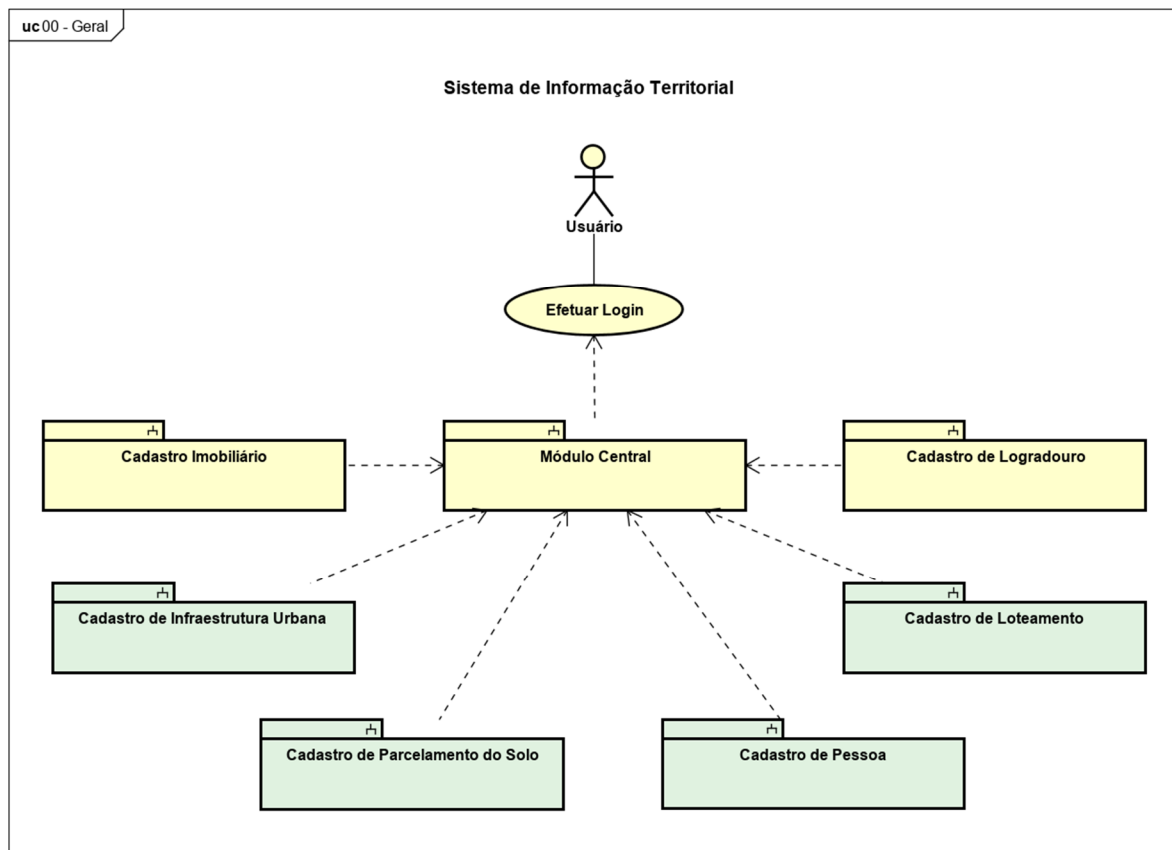 uc 00 - Geral
Sistema de Informação Territorial
Usuário
Efetuar Login
Cadastro Imobiliário
Módulo Central
Cadastro de Logradouro
Cadastro de Infraestrutura Urbana
Cadastro de Loteamento
Cadastro de Parcelamento do Solo
Cadastro de Pessoa